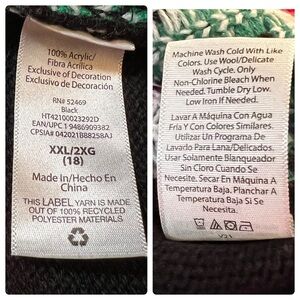 100% Acrylic/
Fibra Acrílica
Exclusive of Decoration
Exclusivo de Decoración
RN# 52469
Black
HT42100023292D
EAN/UPC 19486909382
CPSIA# 042021B8825BA3
XXL/2XG
(18)
Made in/Hecho En
China
THIS LABEL YARN IS MADE
OUT OF 100% RECYCLED
POLYESTER MATERIALS
Machine Wash Cold With Like
Colors. Use Wool/Delicate
Wash Cycle. Only
Non-Chlorine Bleach When
Needed. Tumble Dry Low.
Low Iron If Needed.
Lavar A Máquina Con Agua
Fría Y Con Colores Similares.
Utilizar Un Programa De
Lavado Para Lana/Delicados.
Usar Solamente Blanqueador
Sin Cloro Cuando Se
Necesite. Secar En Máquina A
Temperatura Baja. Planchar A
Temperatura Baja Si Se
Necesita.
V21